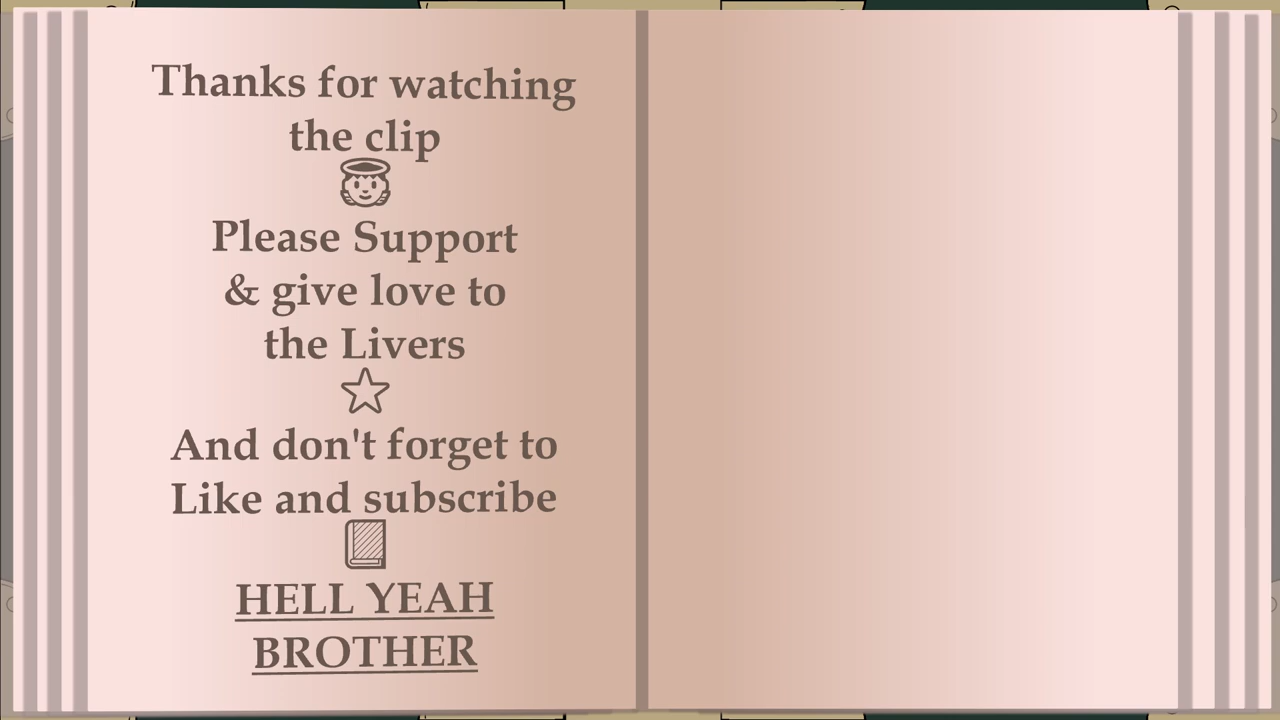 Thanks for watching
the clip
Please Support
& give love to
the Livers
And don't forget to
Like and subscribe
HELL YEAH
BROTHER